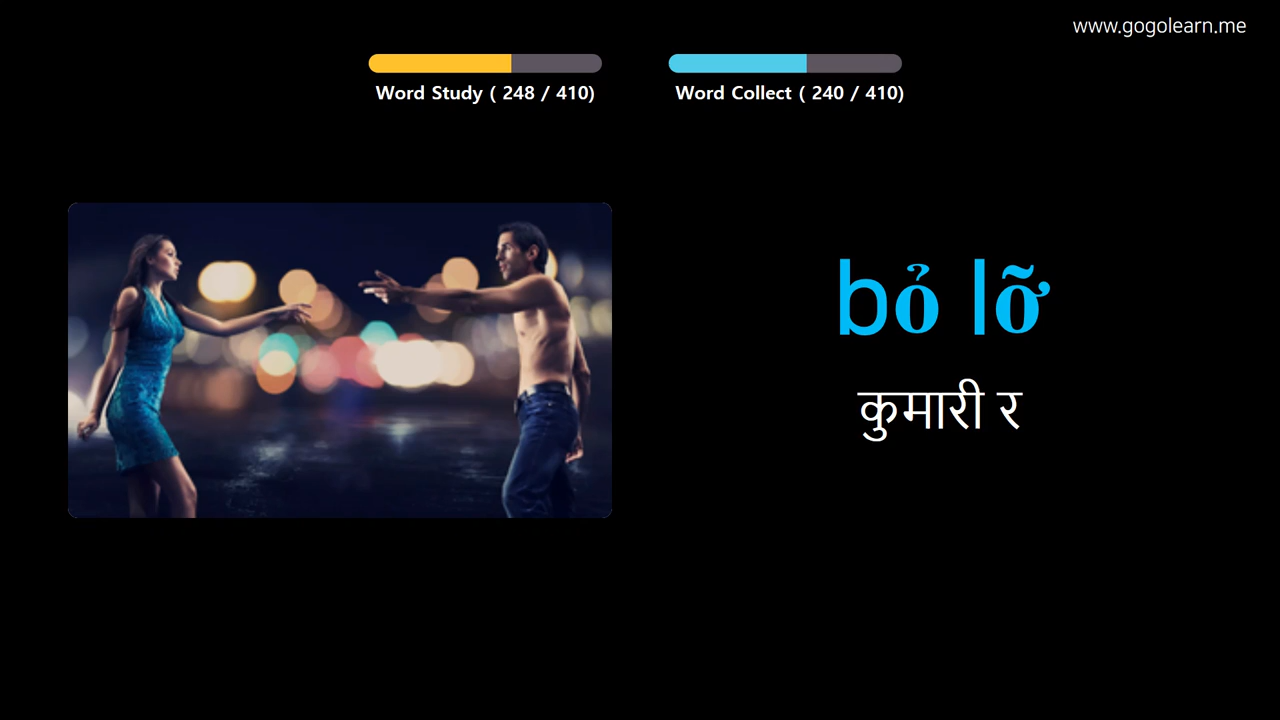 www.gogolearn.me
Word Study ( 248 / 410)
Word Collect ( 240 / 410)
bỏ lỡ
कुमारी र